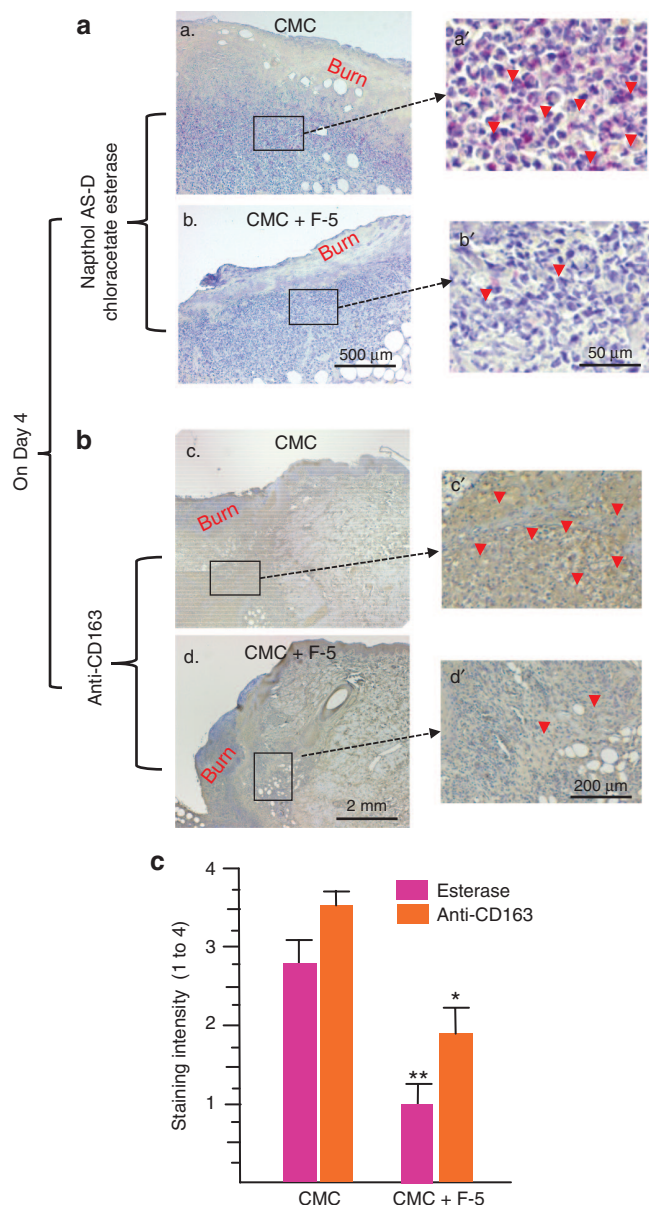 a
a.
CMC
Burn
a′
Napthol AS-D
chloracetate esterase
b.
CMC + F-5
Burn
500 μm
b′
50 μm
On Day 4
b
c.
CMC
Burn
c′
Anti-CD163
d.
CMC + F-5
Burn
2 mm
d′
200 μm
c
Staining intensity (1 to 4)
4
3
2
1
Esterase
Anti-CD163
**
*
CMC
CMC + F-5